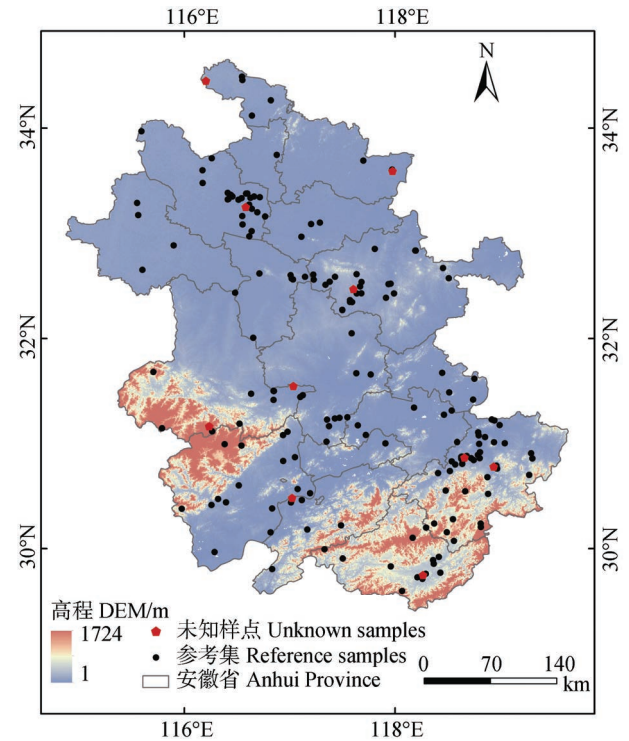 116°E
118°E
N
34°N
34°N
32°N
32°N
30°N
30°N
高程 DEM/m
1724
1
未知样点 Unknown samples
参考集 Reference samples
安徽省 Anhui Province
0
70
140
km
116°E
118°E